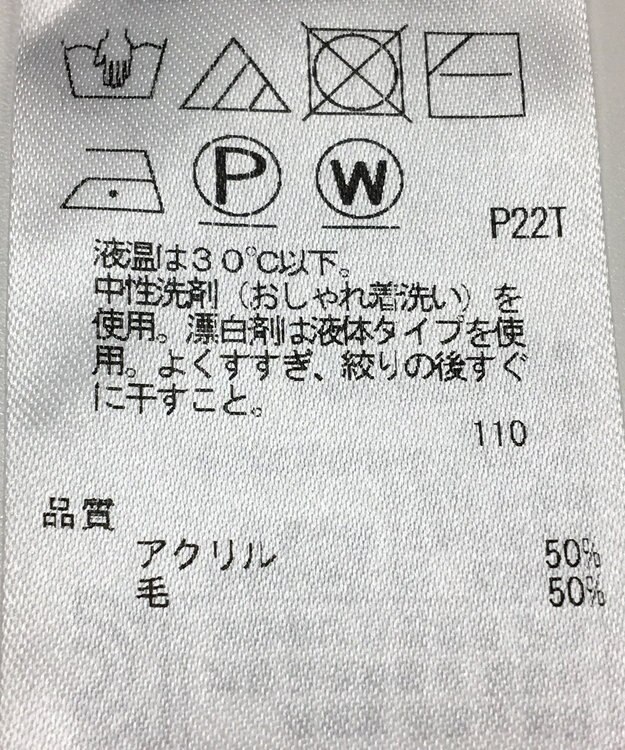 P W
P22T
液温は30℃以下。
中性洗剤（おしゃれ着洗い）を
使用。漂白剤は液体タイプを使
用。よくすすぎ、絞りの後すぐ
に干すこと。
110
品質
アクリル 50%
毛 50%